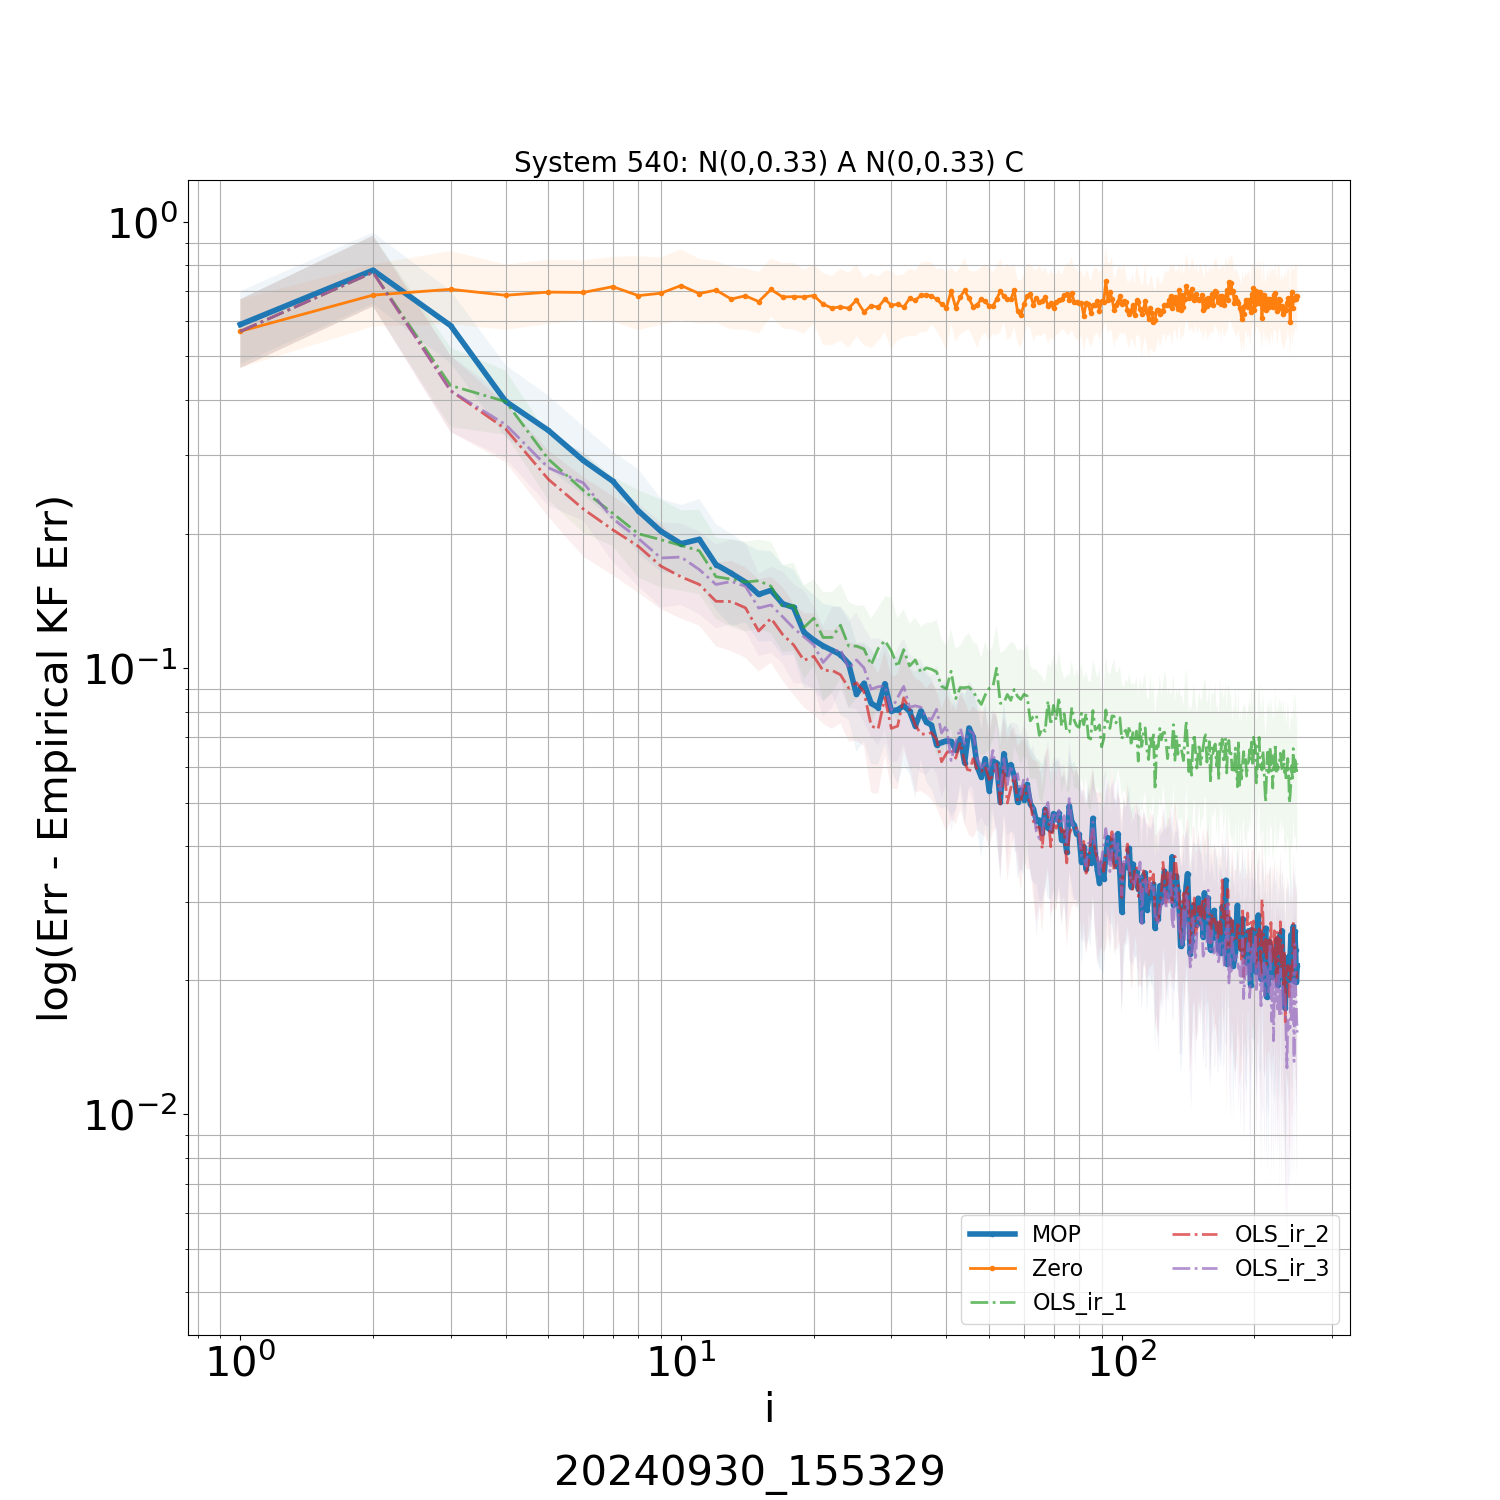 System 540: N(0,0.33) A N(0,0.33) C
log(Err - Empirical KF Err)
10⁰
10⁻¹
10⁻²
MOP
Zero
OLS_ir_1
OLS_ir_2
OLS_ir_3
10⁰ 10¹ 10²
i
20240930_155329